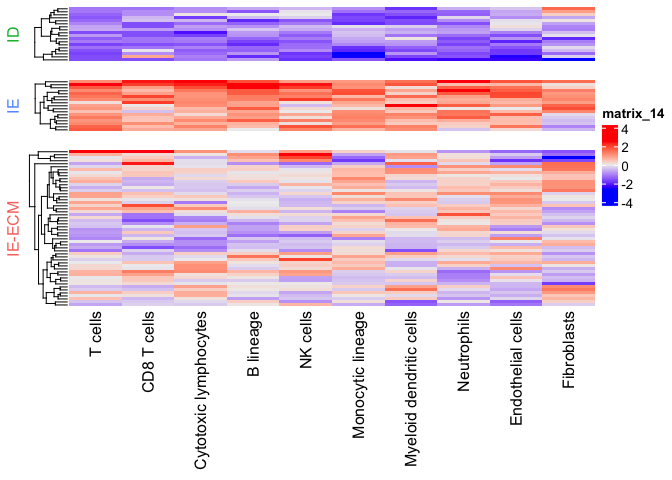 ID
IE
IE-ECM
matrix_14
4
2
0
-2
-4
T cells
CD8 T cells
Cytotoxic lymphocytes
B lineage
NK cells
Monocytic lineage
Myeloid dendritic cells
Neutrophils
Endothelial cells
Fibroblasts